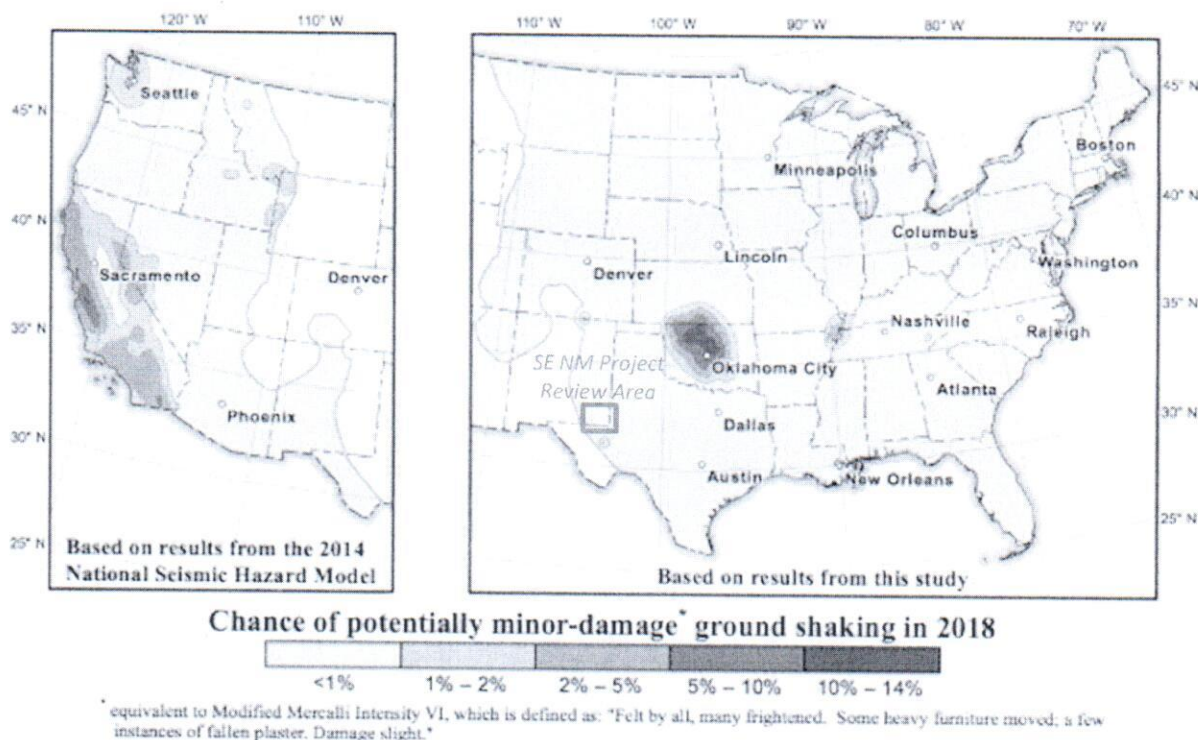 120° W 110° W
45° N
40° N
35° N
30° N
25° N
Seattle
Sacramento
Denver
Phoenix
Based on results from the 2014
National Seismic Hazard Model
110° W 100° W 90° W 80° W 70° W
45° N
40° N
35° N
30° N
25° N
Boston
Minneapolis
Columbus
Lincoln
Denver
Washington
Nashville
Raleigh
SE NM Project
Review Area
Oklahoma City
Atlanta
Dallas
Austin
New Orleans
Based on results from this study
Chance of potentially minor-damage* ground shaking in 2018
<1% 1% – 2% 2% – 5% 5% – 10% 10% – 14%
* equivalent to Modified Mercalli Intensity VI, which is defined as: "Felt by all, many frightened. Some heavy furniture moved; a few
instances of fallen plaster. Damage slight."